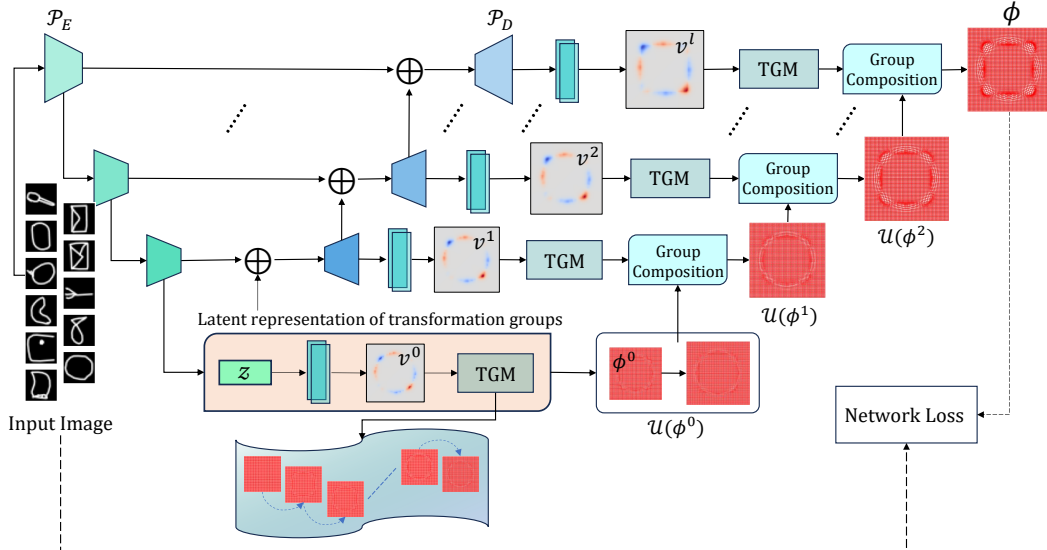 𝒫_E
𝒫_D
ϕ
v^l
TGM
Group
Composition
v^2
TGM
Group
Composition
𝒰(ϕ^2)
v^1
TGM
Group
Composition
𝒰(ϕ^1)
Latent representation of transformation groups
z
v^0
TGM
ϕ^0
𝒰(ϕ^0)
Input Image
Network Loss